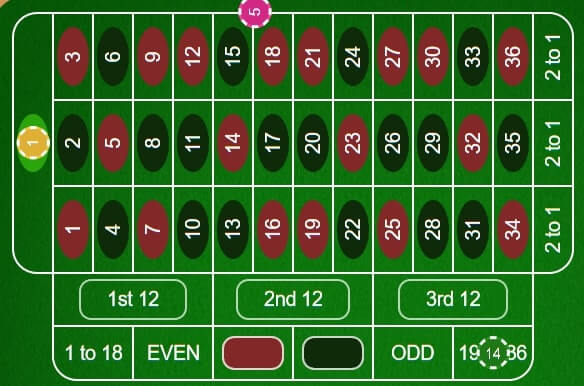 5
3 6 9 12 15 18 21 24 27 30 33 36 2 to 1
1 2 5 8 11 14 17 20 23 26 29 32 35 2 to 1
1 4 7 10 13 16 19 22 25 28 31 34 2 to 1
1st 12 2nd 12 3rd 12
1 to 18 EVEN ODD 19 14 36